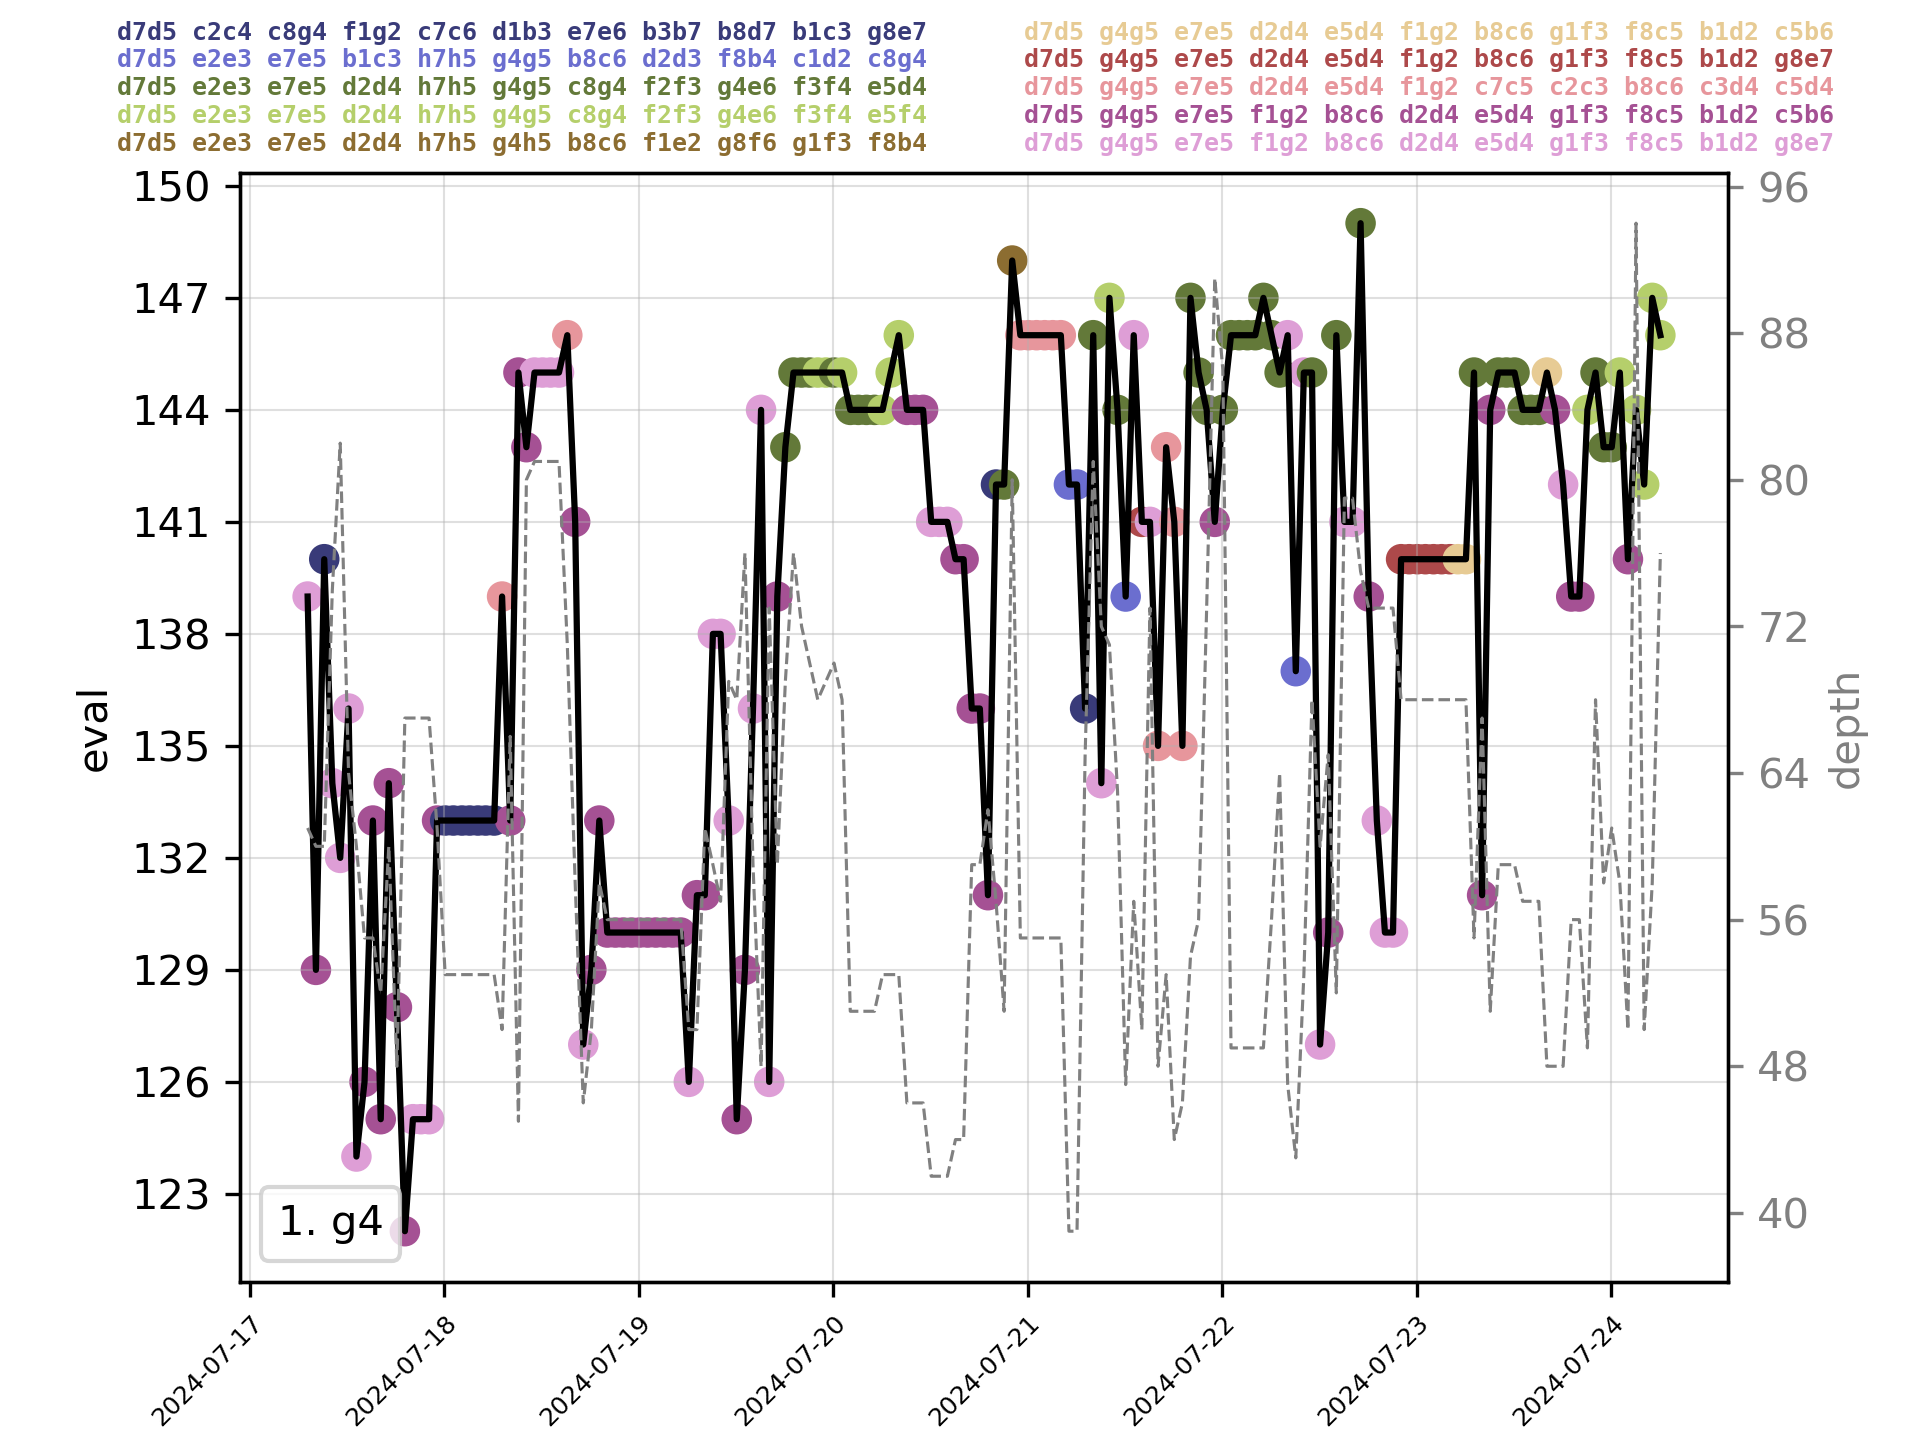 d7d5 c2c4 c8g4 f1g2 c7c6 d1b3 e7e6 b3b7 b8d7 b1c3 g8e7
d7d5 e2e3 e7e5 b1c3 h7h5 g4g5 b8c6 d2d3 f8b4 c1d2 c8g4
d7d5 e2e3 e7e5 d2d4 h7h5 g4g5 c8g4 f2f3 g4e6 f3f4 e5d4
d7d5 e2e3 e7e5 d2d4 h7h5 g4g5 c8g4 f2f3 g4e6 f3f4 e5f4
d7d5 e2e3 e7e5 d2d4 h7h5 g4h5 b8c6 f1e2 g8f6 g1f3 f8b4
d7d5 g4g5 e7e5 d2d4 e5d4 f1g2 b8c6 g1f3 f8c5 b1d2 c5b6
d7d5 g4g5 e7e5 d2d4 e5d4 f1g2 b8c6 g1f3 f8c5 b1d2 g8e7
d7d5 g4g5 e7e5 d2d4 e5d4 f1g2 c7c5 c2c3 b8c6 c3d4 c5d4
d7d5 g4g5 e7e5 f1g2 b8c6 d2d4 e5d4 g1f3 f8c5 b1d2 c5b6
d7d5 g4g5 e7e5 f1g2 b8c6 d2d4 e5d4 g1f3 f8c5 b1d2 g8e7
150
147
144
141
138
135
132
129
126
123
eval
96
88
80
72
64
56
48
40
depth
1. g4
2024-07-17
2024-07-18
2024-07-19
2024-07-20
2024-07-21
2024-07-22
2024-07-23
2024-07-24